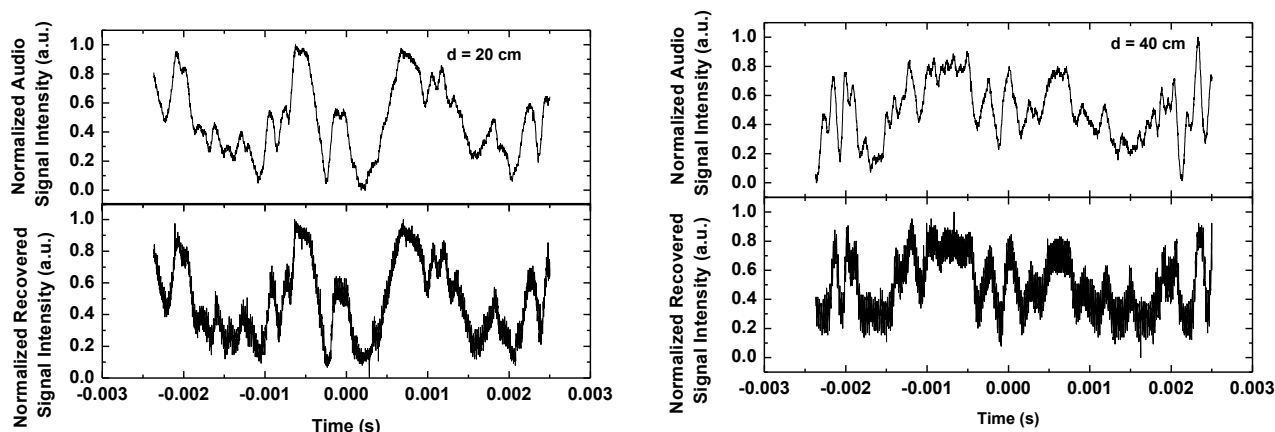 Normalized Audio
Signal Intensity (a.u.)
1.0
0.8
0.6
0.4
0.2
0.0
d = 20 cm
Normalized Recovered
Signal Intensity (a.u.)
1.0
0.8
0.6
0.4
0.2
0.0
-0.003 -0.002 -0.001 0.000 0.001 0.002 0.003
Time (s)
Normalized Audio
Signal Intensity (a.u.)
1.0
0.8
0.6
0.4
0.2
0.0
d = 40 cm
Normalized Recovered
Signal Intensity (a.u.)
1.0
0.8
0.6
0.4
0.2
0.0
-0.003 -0.002 -0.001 0.000 0.001 0.002 0.003
Time (s)